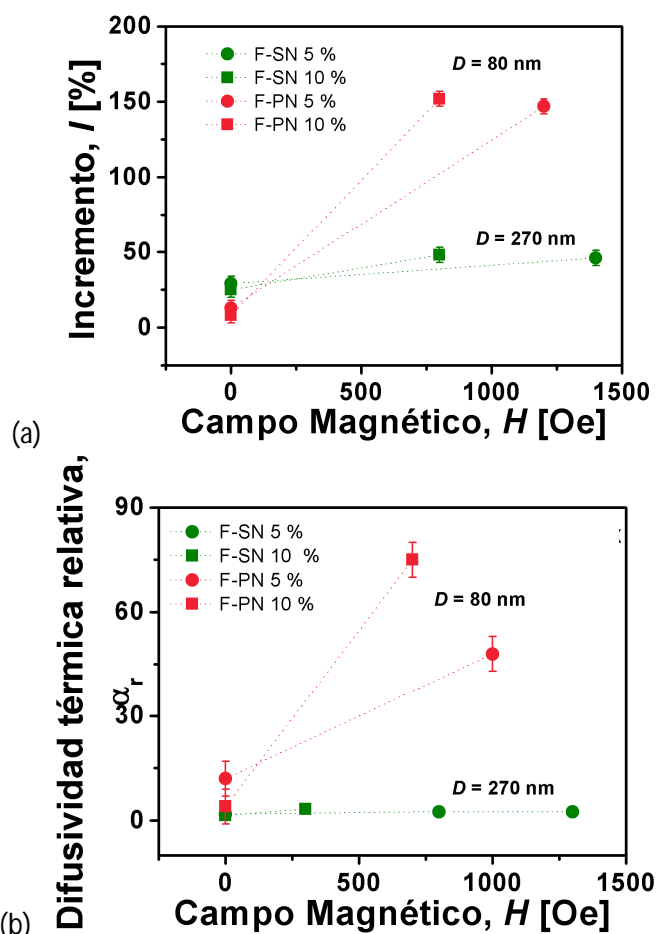 200
150
100
50
0
Incremento, I [%]
F-SN 5 %
F-SN 10 %
F-PN 5 %
F-PN 10 %
D = 80 nm
D = 270 nm
0
500
1000
1500
Campo Magnético, H [Oe]
(a)
90
60
30
0
Difusividad térmica relativa,
αr
F-SN 5 %
F-SN 10 %
F-PN 5 %
F-PN 10 %
D = 80 nm
D = 270 nm
0
500
1000
1500
Campo Magnético, H [Oe]
(b)